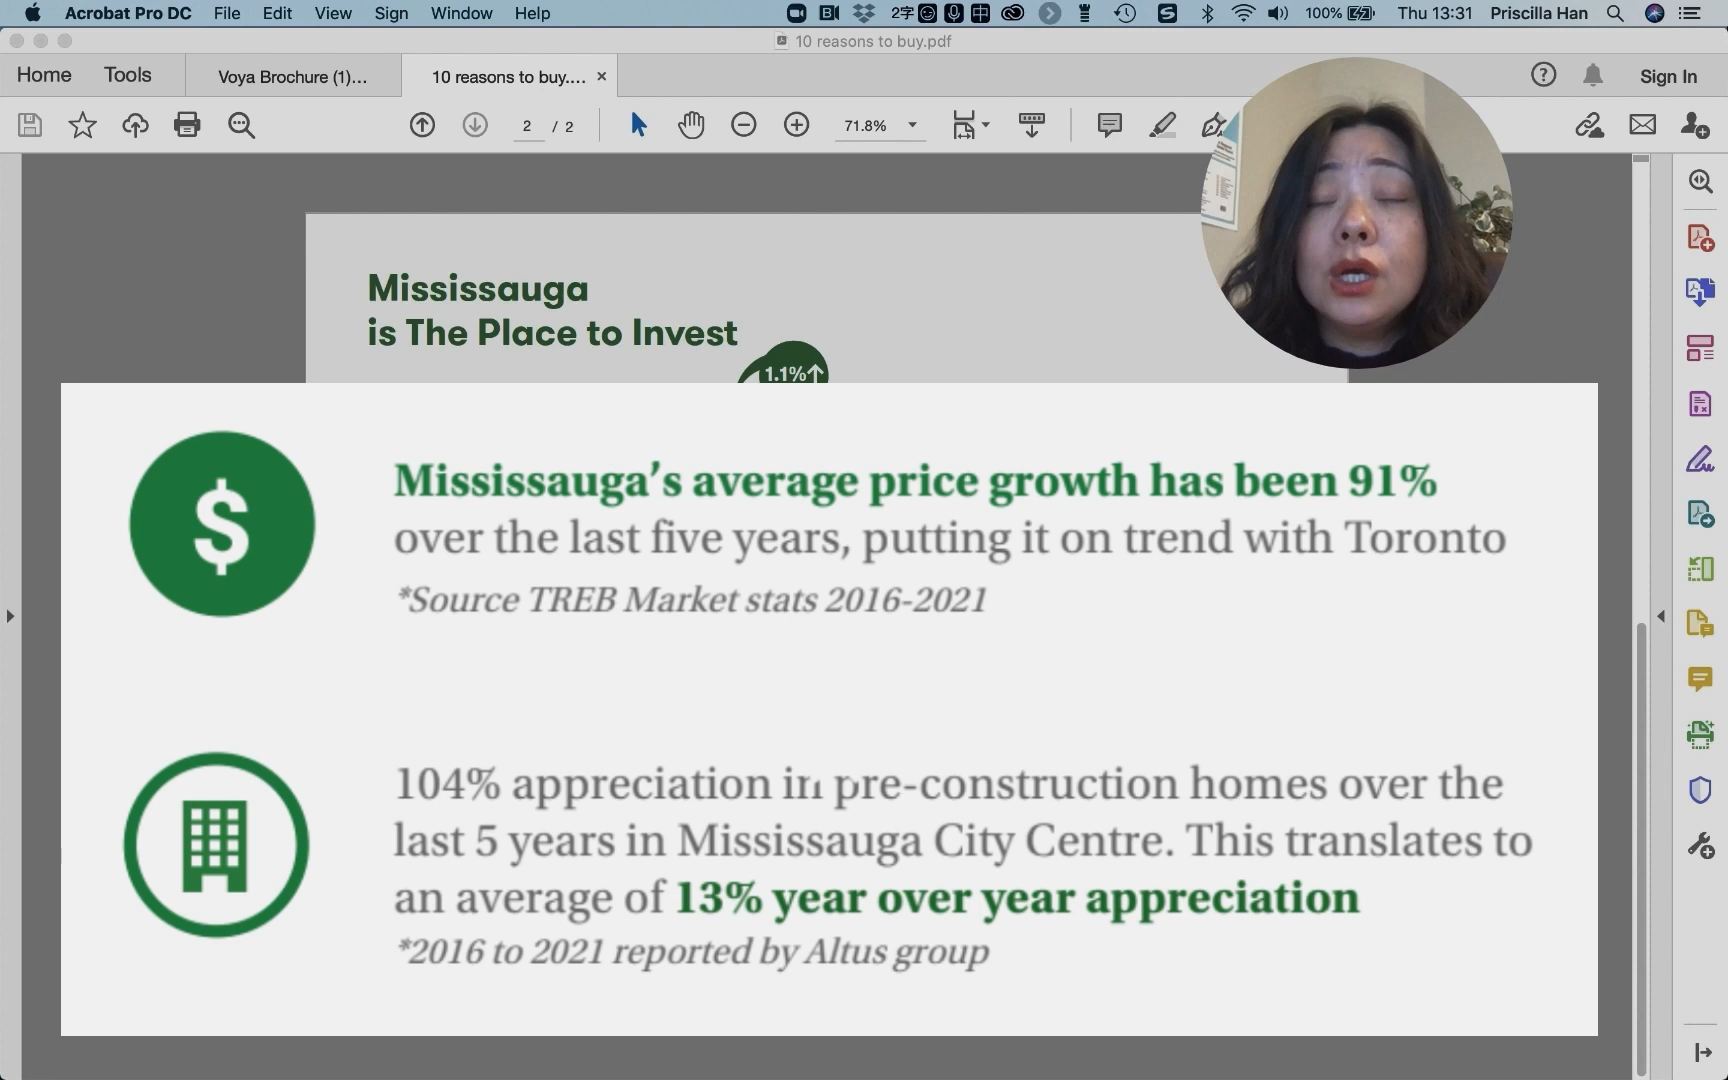 Acrobat Pro DC File Edit View Sign Window Help 2字 中 100% Thu 13:31 Priscilla Han
10 reasons to buy.pdf
Home Tools Voya Brochure (1)... 10 reasons to buy.... × Sign In
2 / 2 71.8%
Mississauga
is The Place to Invest
1.1%↑
$
Mississauga’s average price growth has been 91%
over the last five years, putting it on trend with Toronto
*Source TREB Market stats 2016-2021
104% appreciation in pre-construction homes over the
last 5 years in Mississauga City Centre. This translates to
an average of 13% year over year appreciation
*2016 to 2021 reported by Altus group